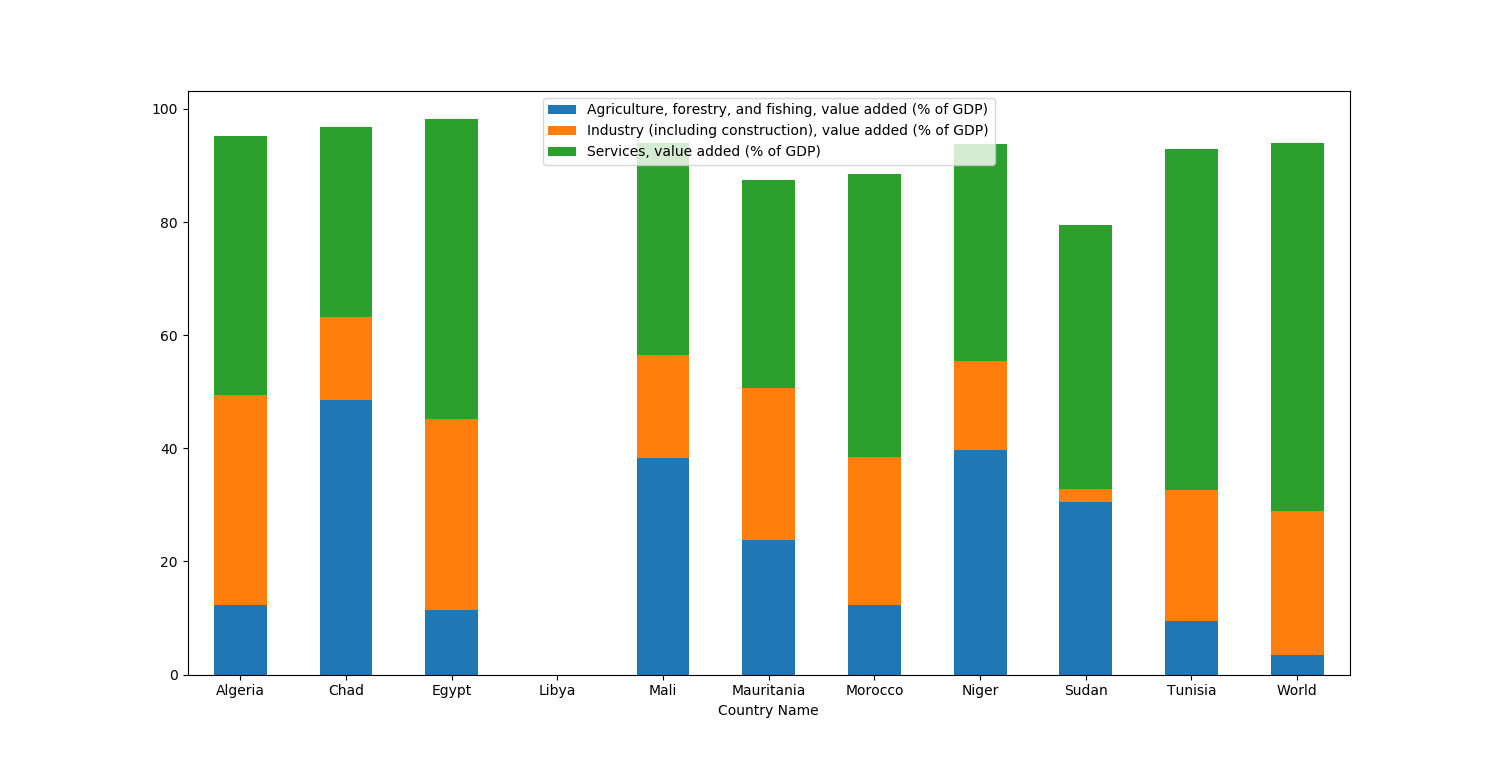 100
80
60
40
20
0
Agriculture, forestry, and fishing, value added (% of GDP)
Industry (including construction), value added (% of GDP)
Services, value added (% of GDP)
Algeria Chad Egypt Libya Mali Mauritania Morocco Niger Sudan Tunisia World
Country Name